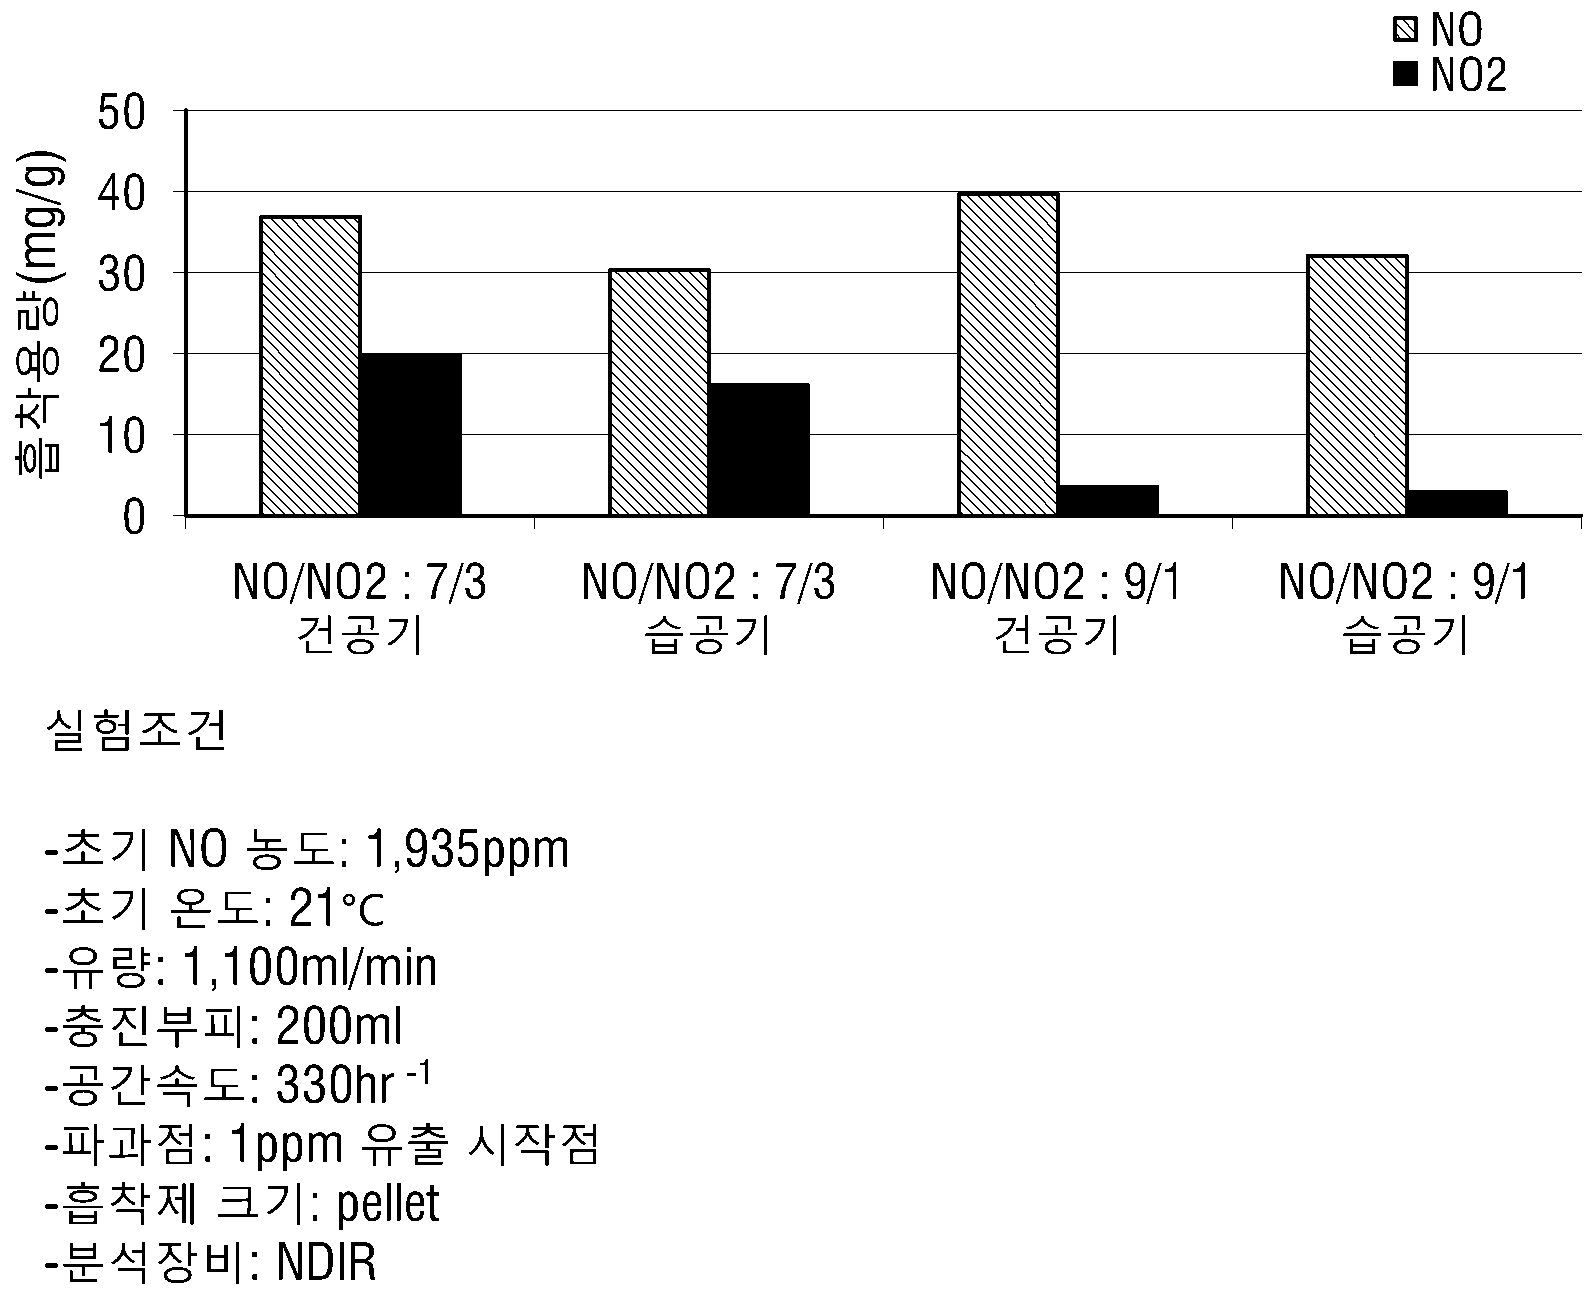 NO
NO2
흡착용량(mg/g)
50
40
30
20
10
0
NO/NO2 : 7/3 NO/NO2 : 7/3 NO/NO2 : 9/1 NO/NO2 : 9/1
건공기 습공기 건공기 습공기
실험조건
-초기 NO 농도: 1,935ppm
-초기 온도: 21℃
-유량: 1,100ml/min
-충진부피: 200ml
-공간속도: 330hr -1
-파과점: 1ppm 유출 시작점
-흡착제 크기: pellet
-분석장비: NDIR